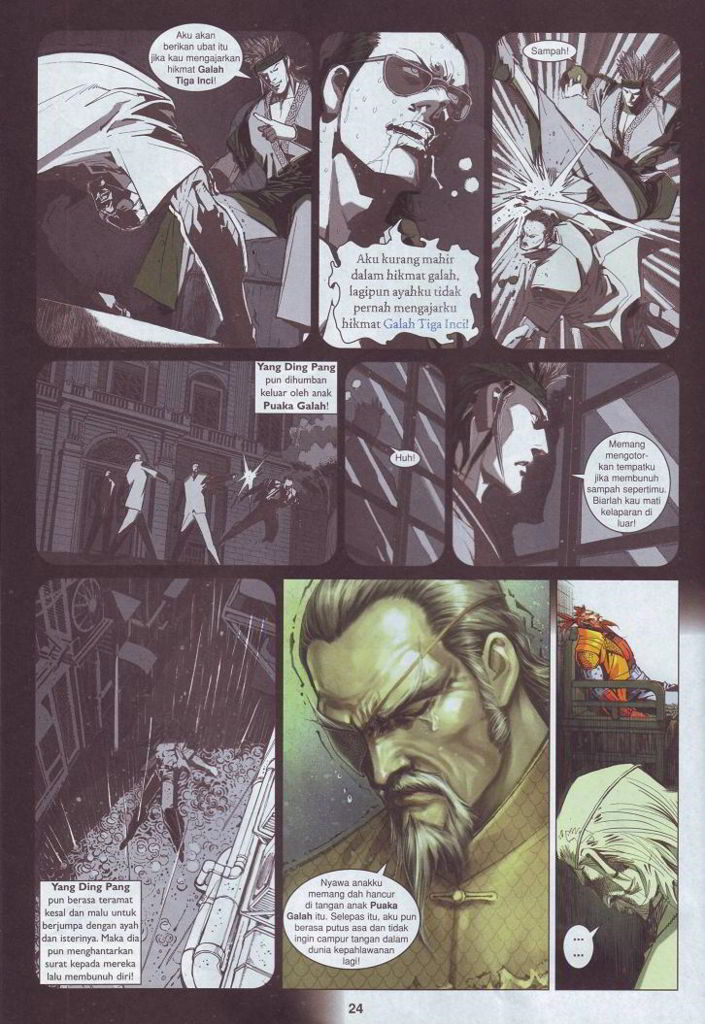 Aku akan
berikan ubat itu
jika kau mengajarkan
hikmat Galah
Tiga Inci!
Aku kurang mahir
dalam hikmat galah,
lagipun ayahku tidak
pernah mengajarku
hikmat Galah Tiga Inci!
Sampah!
Yang Ding Pang
pun dihumban
keluar oleh anak
Puaka Galah!
Huh!
Memang
mengotor-
kan tempatku
jika membunuh
sampah sepertimu.
Biarlah kau mati
kelaparan di
luar!
Yang Ding Pang
pun berasa teramat
kesal dan malu untuk
berjumpa dengan ayah
dan isterinya. Maka dia
pun menghantarkan
surat kepada mereka
lalu membunuh diri!
Nyawa anakku
memang dah hancur
di tangan anak Puaka
Galah itu. Selepas itu, aku pun
berasa putus asa dan tidak
ingin campur tangan dalam
dunia kepahlawanan
lagi!
...
...
24